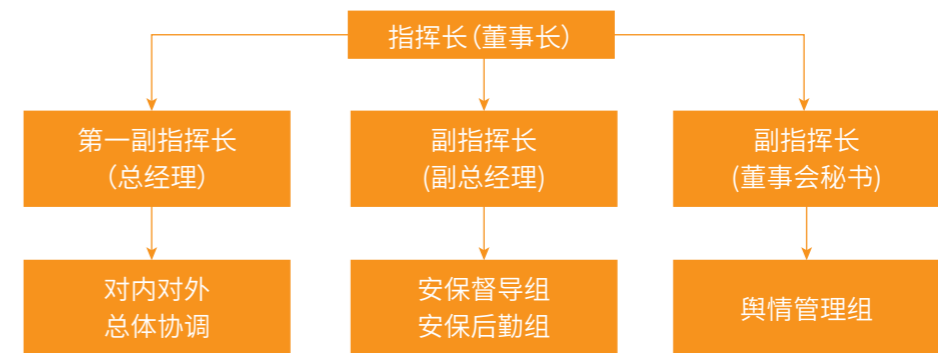 指挥长(董事长)
第一副指挥长
(总经理)
副指挥长
(副总经理)
副指挥长
(董事会秘书)
对内对外
总体协调
安保督导组
安保后勤组
舆情管理组